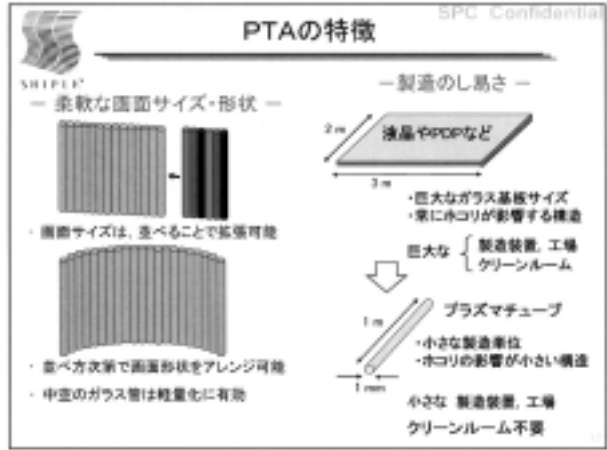 SPC Confidential
PTAの特徴
SHIPLE
－ 柔軟な画面サイズ・形状 －
・ 画面サイズは、並べることで拡張可能
・ 並べ方次第で画面形状をアレンジ可能
・ 中空のガラス管は軽量化に有効
－製造のし易さ －
2 m
液晶やPDPなど
3 m
・巨大なガラス基板サイズ
・常にホコリが影響する構造
巨大な
製造装置, 工場
クリーンルーム
プラズマチューブ
1 m
・小さな製造単位
・ホコリの影響が小さい構造
1 mm
小さな 製造装置, 工場
クリーンルーム不要